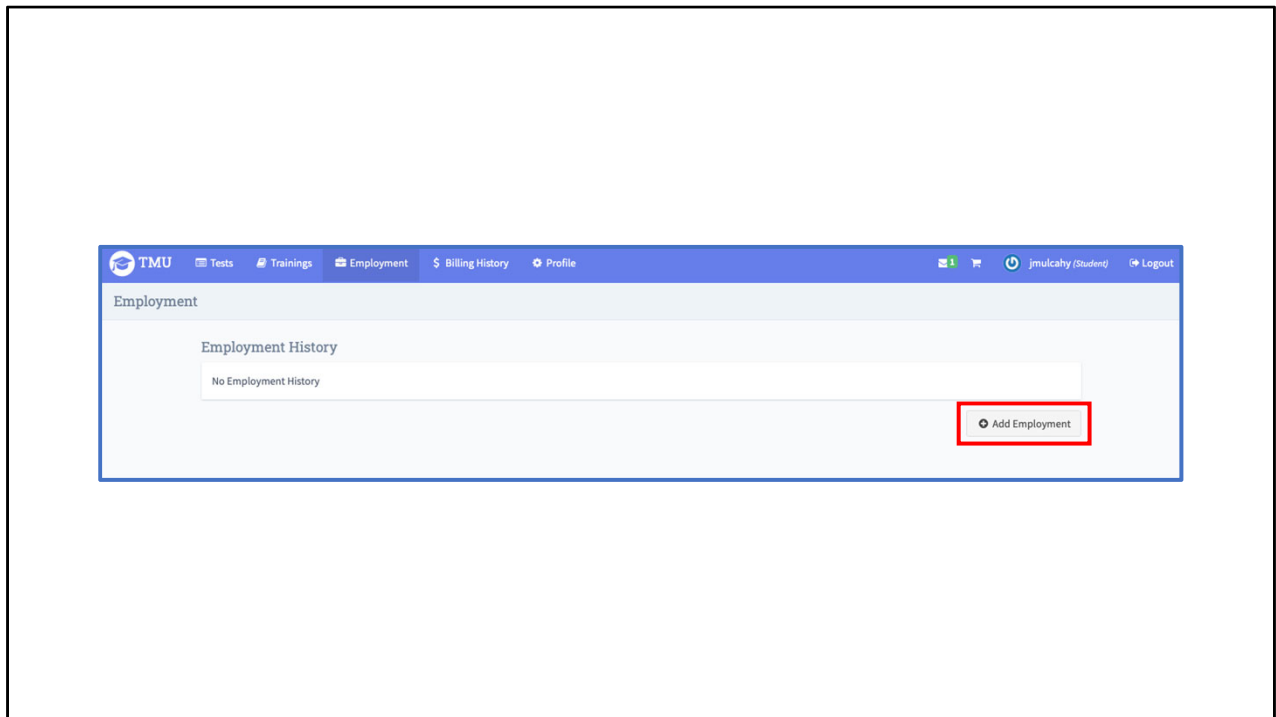 TMU Tests Trainings Employment $ Billing History Profile 1 jmulcahy (Student) Logout
Employment
Employment History
No Employment History
Add Employment